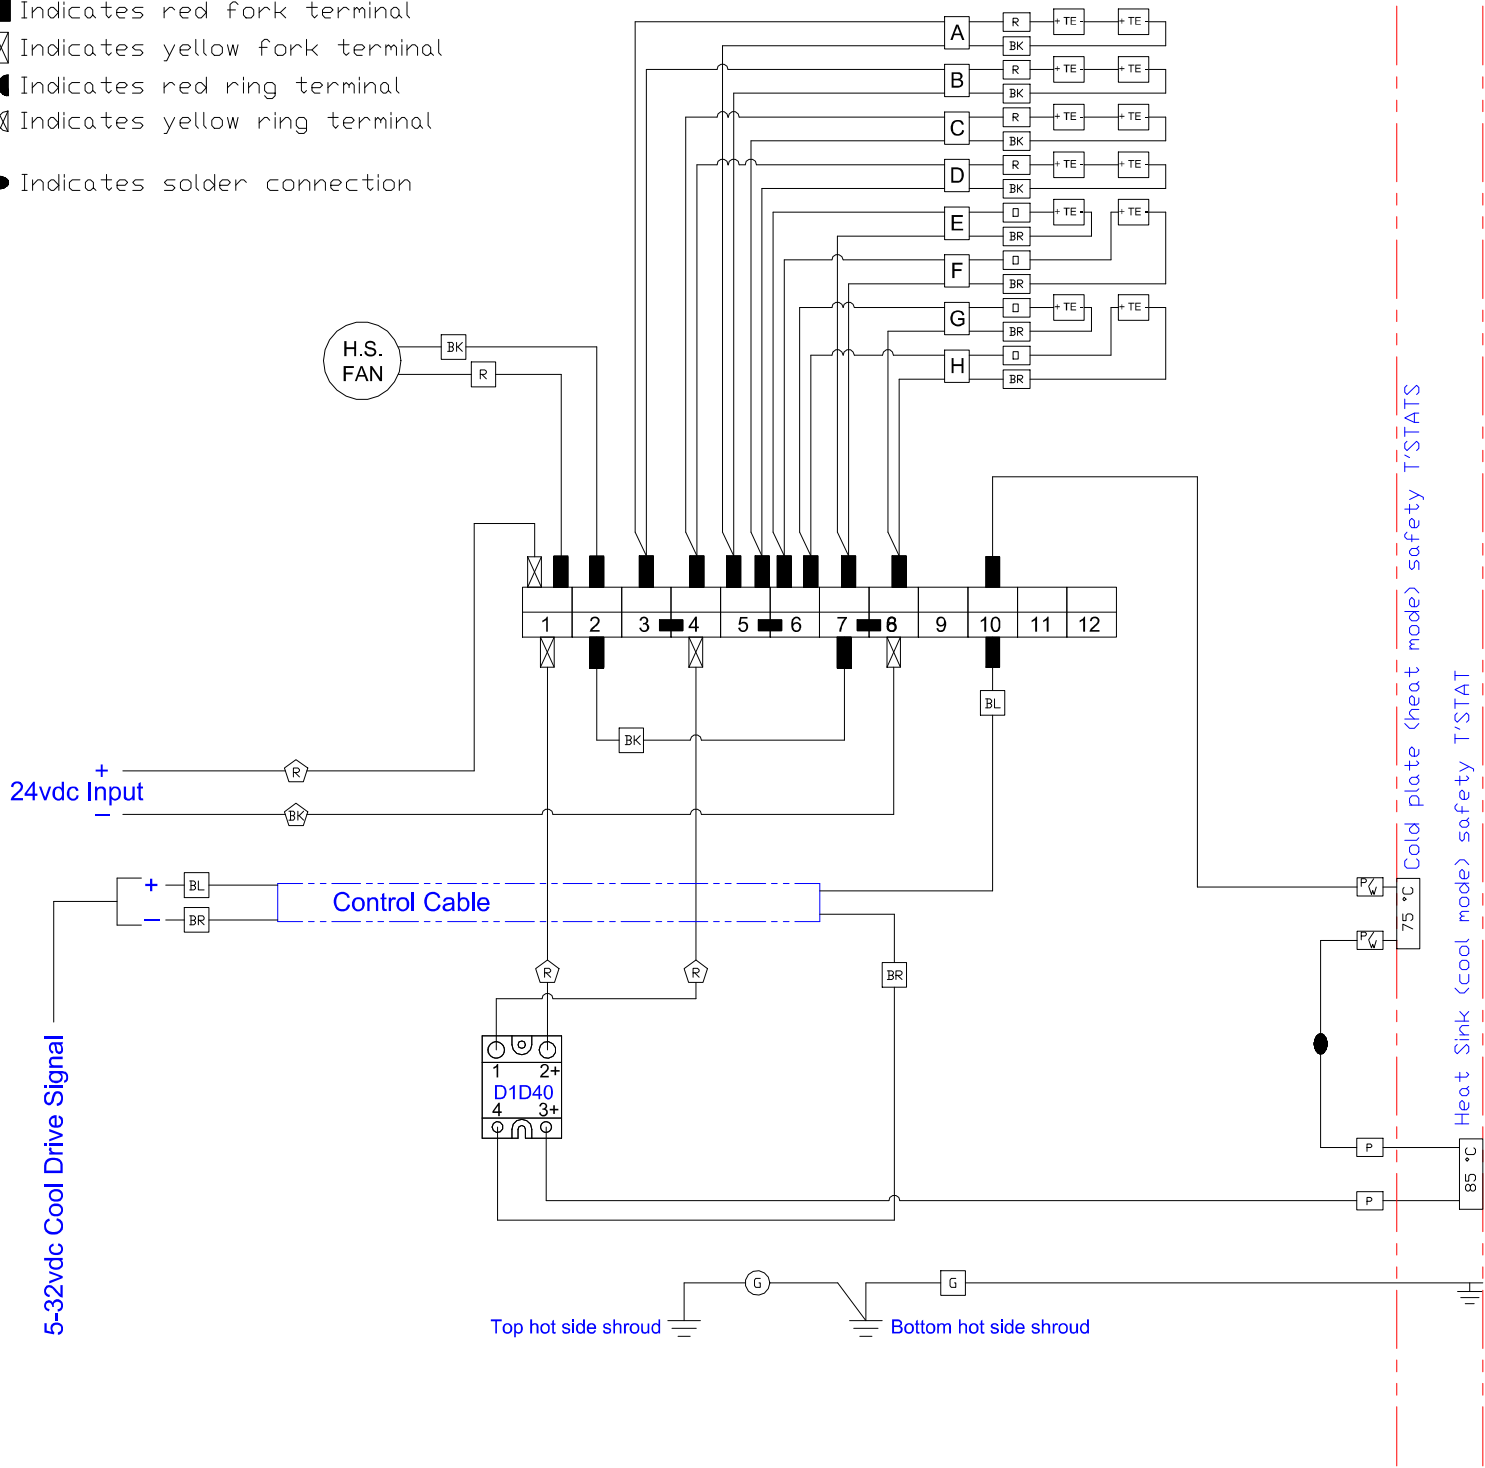 Indicates red fork terminal
Indicates yellow fork terminal
Indicates red ring terminal
Indicates yellow ring terminal
Indicates solder connection
A R + TE - + TE -
BK
B R + TE - + TE -
BK
C R + TE - + TE -
BK
D R + TE - + TE -
BK
E O + TE - + TE -
BR
F O
BR
G O + TE - + TE -
BR
H O
BR
H.S.
FAN
BK
R
1 2 3 4 5 6 7 8 9 10 11 12
BL
BK
+ R
24vdc Input
– BK
+ BL
Control Cable
– BR
R
R
BR
1 2+
D1D40
4 3+
5-32vdc Cool Drive Signal
P/W
75 °C
P/W
Cold plate (heat mode) safety T'STATS
Heat Sink (cool mode) safety T'STAT
P
85 °C
P
G
G
Top hot side shroud
Bottom hot side shroud